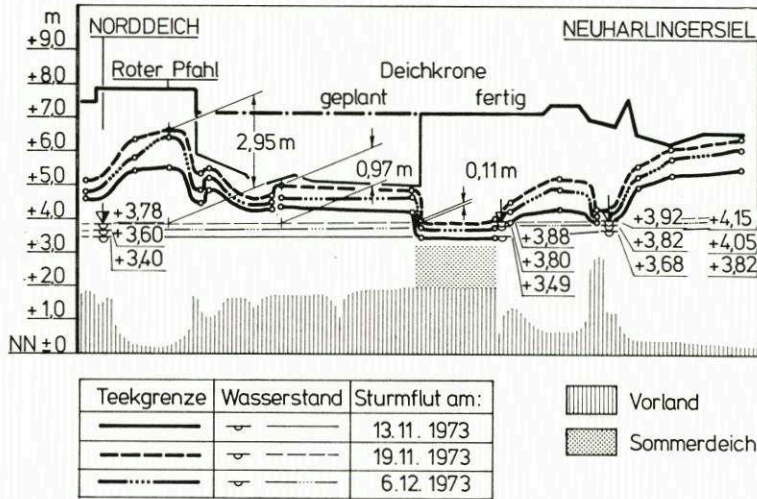 m
NORDDEICH
NEUHARLINGERSIEL
+9.0
+8.0
Roter Pfahl
Deichkrone
geplant
fertig
+7.0
+6.0
2,95 m
0,97 m
0,11 m
+5.0
+4.0
+3,78
+3,60
+3,40
+3,88
+3,80
+3,49
+3,92
+3,82
+3,68
+4,15
+4,05
+3,82
+3.0
+2.0
+1.0
NN ± 0
Teekgrenze Wasserstand Sturmflut am:
13.11. 1973
19.11. 1973
6.12. 1973
Vorland
Sommerdeich